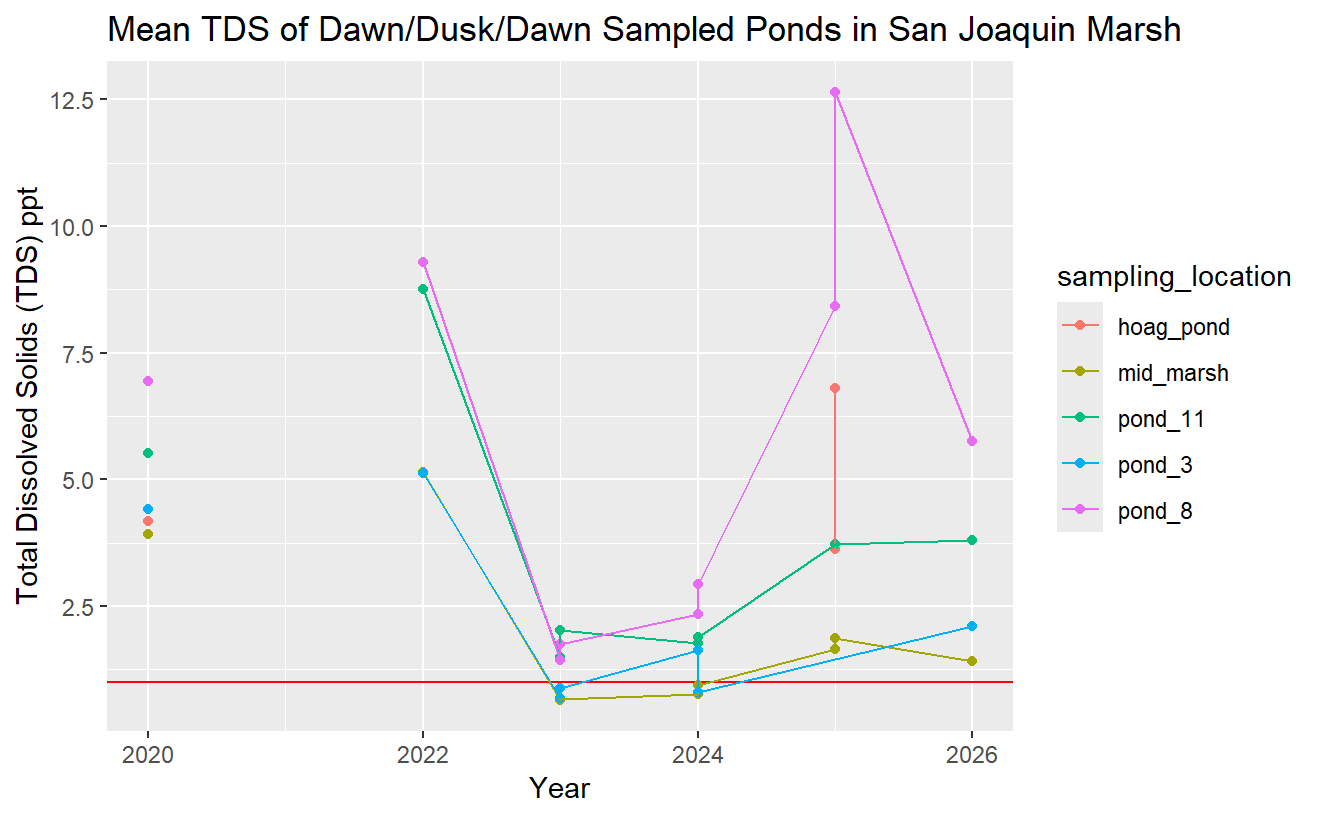 Mean TDS of Dawn/Dusk/Dawn Sampled Ponds in San Joaquin Marsh
Total Dissolved Solids (TDS) ppt
12.5
10.0
7.5
5.0
2.5
2020 2022 2024 2026
Year
sampling_location
hoag_pond
mid_marsh
pond_11
pond_3
pond_8